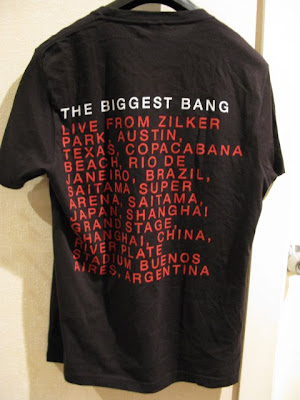 THE BIGGEST BANG
LIVE FROM ZILKER
PARK, AUSTIN,
TEXAS, COPACABANA
BEACH, RIO DE
JANEIRO, BRAZIL,
SAITAMA SUPER
ARENA, SAITAMA,
JAPAN, SHANGHAI
GRAND STAGE,
SHANGHAI, CHINA,
RIVER PLATE
STADIUM BUENOS
AIRES, ARGENTINA